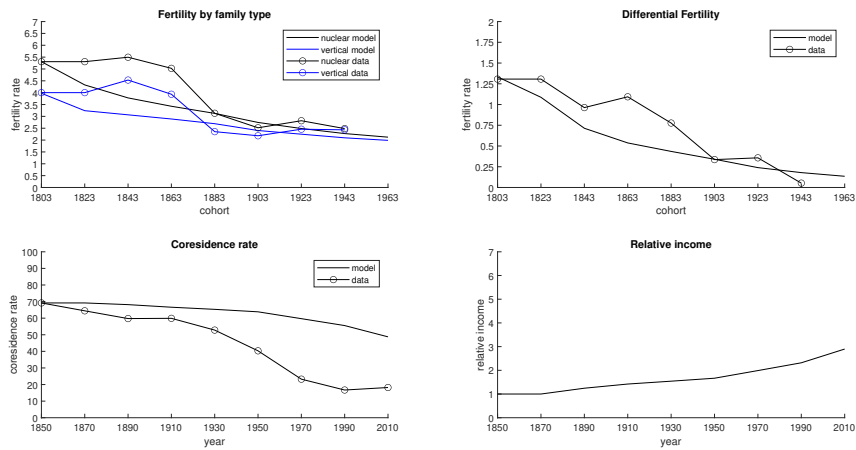 Fertility by family type
7
6.5
6
5.5
5
4.5
4
3.5
3
2.5
2
1.5
1
0.5
0
fertility rate
nuclear model
vertical model
nuclear data
vertical data
1803 1823 1843 1863 1883 1903 1923 1943 1963
cohort
Differential Fertility
2
1.75
1.5
1.25
1
0.75
0.5
0.25
0
fertility rate
model
data
1803 1823 1843 1863 1883 1903 1923 1943 1963
cohort
Coresidence rate
100
90
80
70
60
50
40
30
20
10
0
coresidence rate
model
data
1850 1870 1890 1910 1930 1950 1970 1990 2010
year
Relative income
7
6
5
4
3
2
1
0
relative income
1850 1870 1890 1910 1930 1950 1970 1990 2010
year